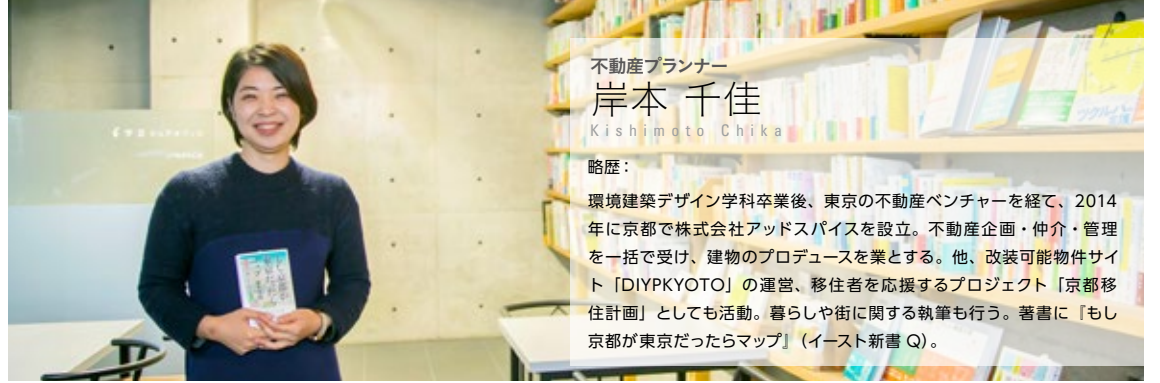 不動産プランナー
岸本 千佳
Kishimoto Chika
略歴：
環境建築デザイン学科卒業後、東京の不動産ベンチャーを経て、2014
年に京都で株式会社アッドスパイスを設立。不動産企画・仲介・管理
を一括で受け、建物のプロデュースを業とする。他、改装可能物件サイ
ト「DIYPKYOTO」の運営、移住者を応援するプロジェクト「京都移
住計画」としても活動。暮らしや街に関する執筆も行う。著書に『もし
京都が東京だったらマップ』（イースト新書 Q）。